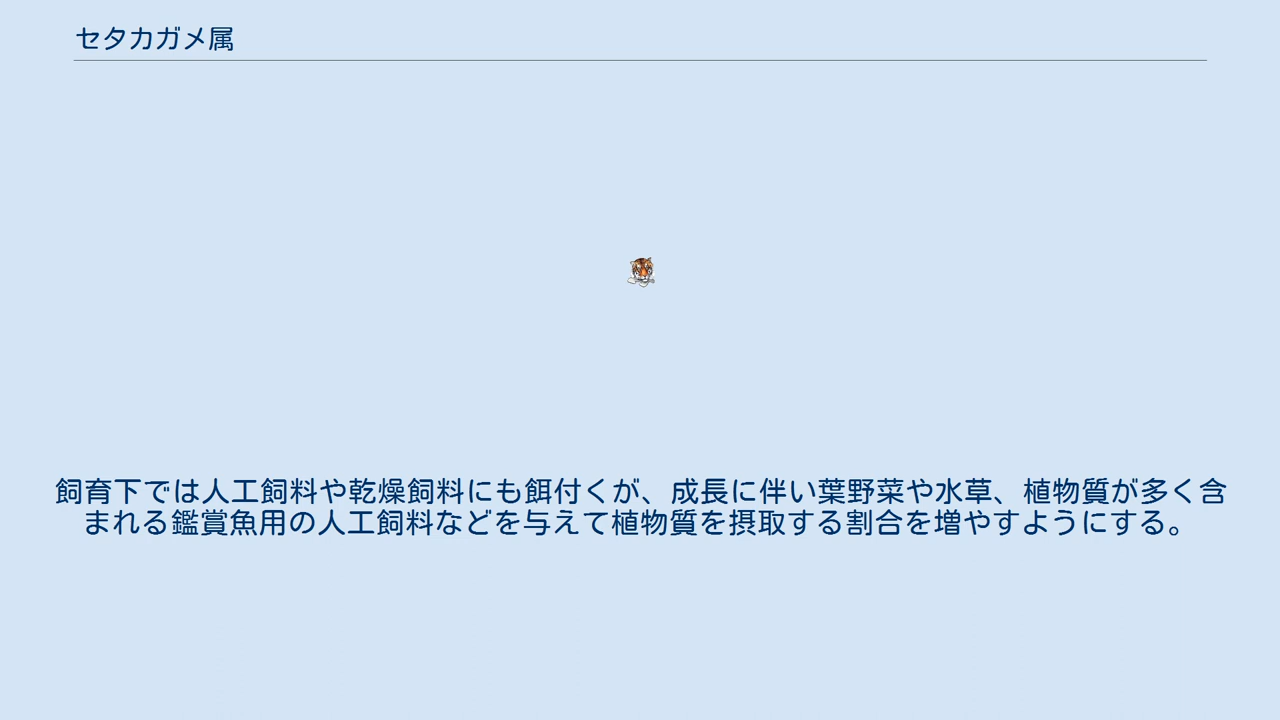 セタカガメ属
飼育下では人工飼料や乾燥飼料にも餌付くが、成長に伴い葉野菜や水草、植物質が多く含
まれる鑑賞魚用の人工飼料などを与えて植物質を摂取する割合を増やすようにする。